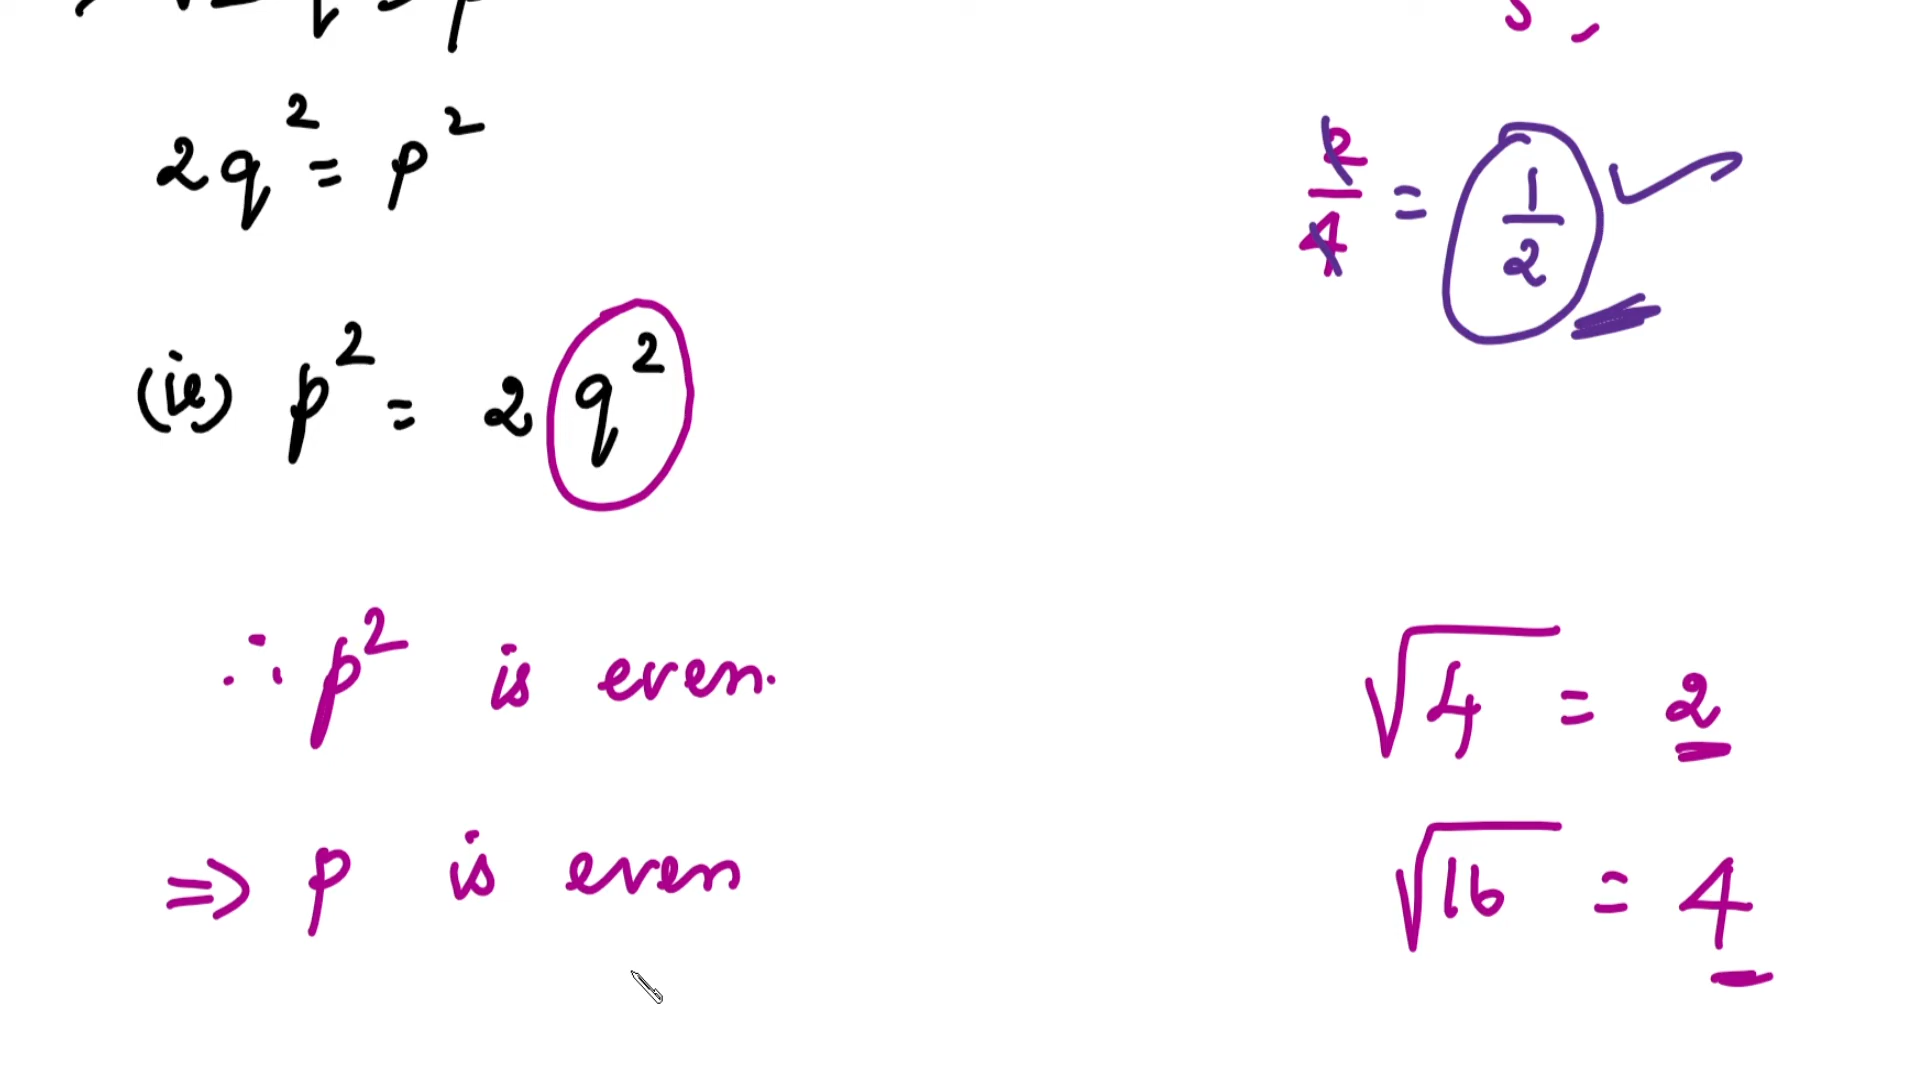 2q² = p²
2/4 = 1/2
(ie) p² = 2q²
∴ p² is even.
√4 = 2
⇒ p is even
√16 = 4